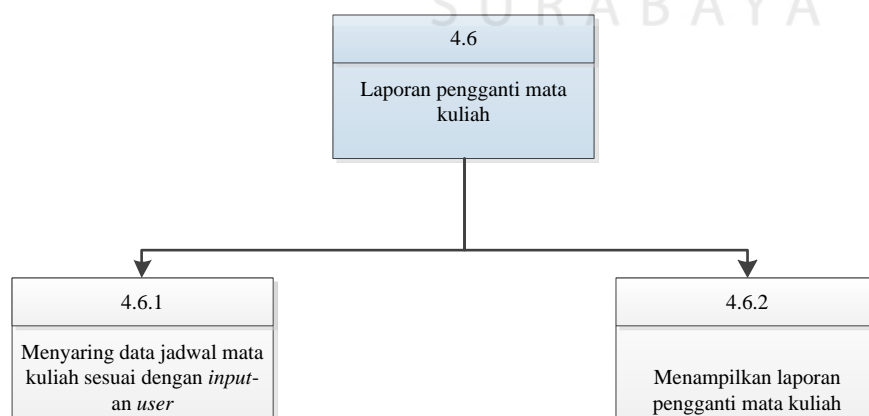 SURABAYA
4.6
Laporan pengganti mata
kuliah
4.6.1
Menyaring data jadwal mata
kuliah sesuai dengan input-
an user
4.6.2
Menampilkan laporan
pengganti mata kuliah